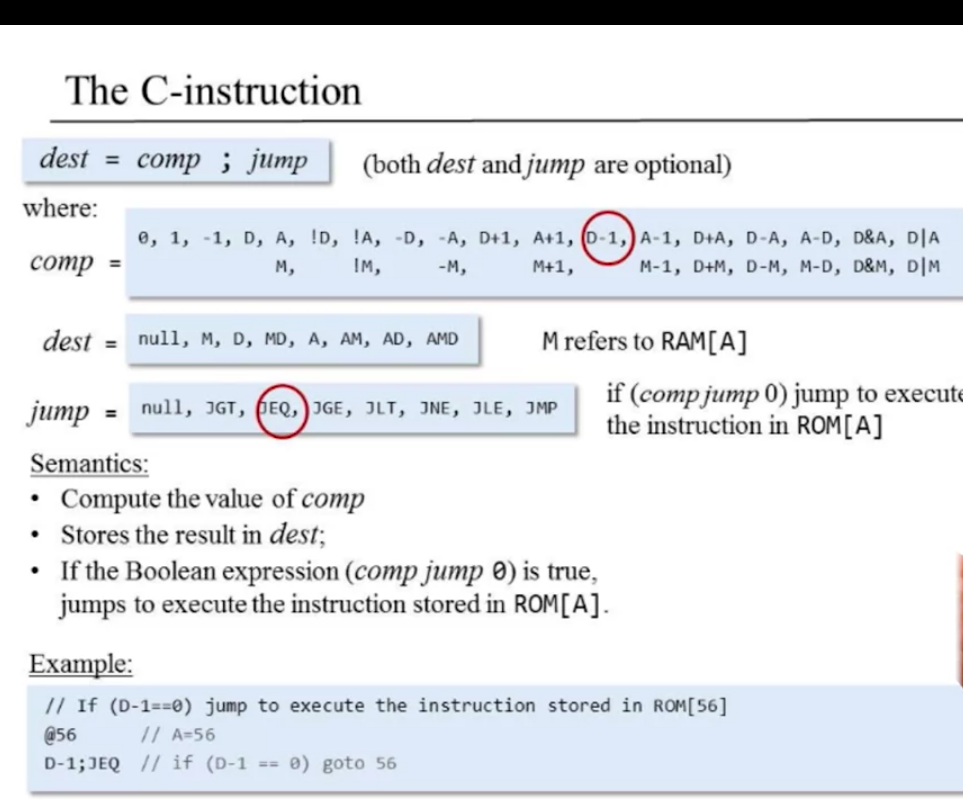 The C-instruction
dest = comp ; jump (both dest and jump are optional)
where:
comp = 0, 1, -1, D, A, !D, !A, -D, -A, D+1, A+1, D-1, A-1, D+A, D-A, A-D, D&A, D|A
M, !M, -M, M+1, M-1, D+M, D-M, M-D, D&M, D|M
dest = null, M, D, MD, A, AM, AD, AMD M refers to RAM[A]
jump = null, JGT, JEQ, JGE, JLT, JNE, JLE, JMP if (comp jump 0) jump to execute
the instruction in ROM[A]
Semantics:
• Compute the value of comp
• Stores the result in dest;
• If the Boolean expression (comp jump 0) is true,
jumps to execute the instruction stored in ROM[A].
Example:
// If (D-1==0) jump to execute the instruction stored in ROM[56]
@56 // A=56
D-1;JEQ // if (D-1 == 0) goto 56